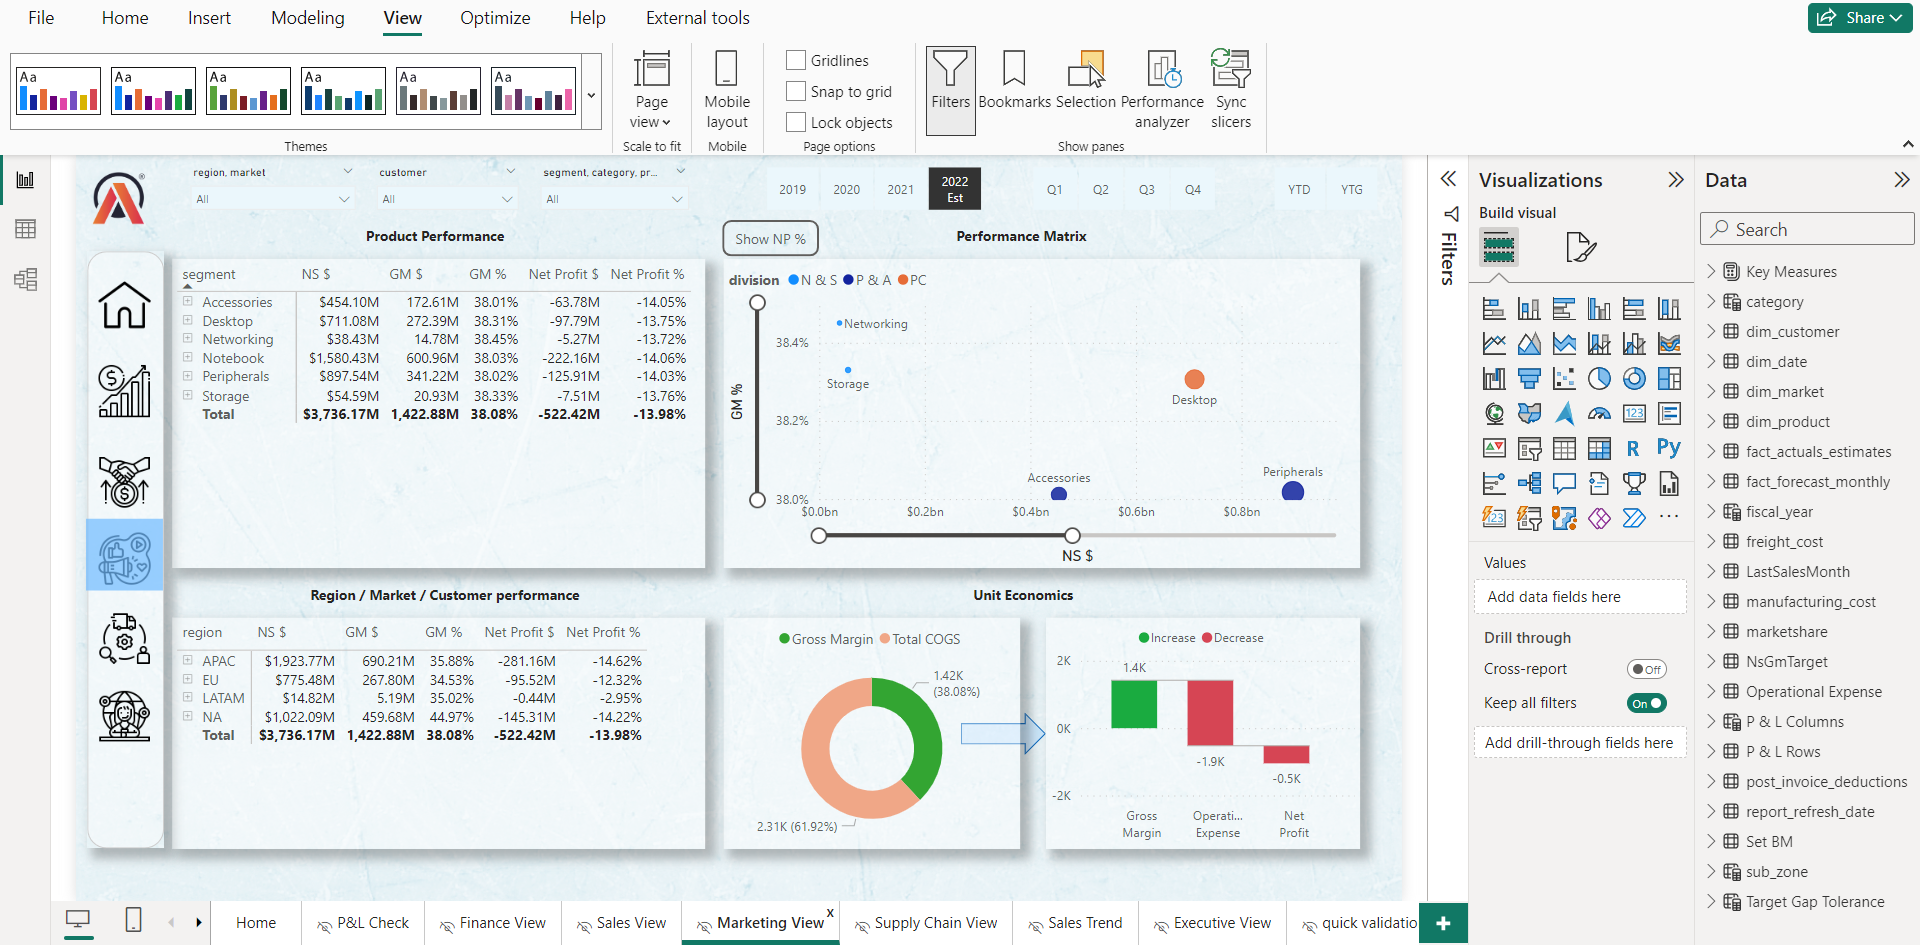 File Home Insert Modeling View Optimize Help External tools
Share
Aa Aa Aa Aa Aa Aa
Themes
Page view
Scale to fit
Mobile layout
Mobile
Gridlines
Snap to grid
Lock objects
Page options
Filters Bookmarks Selection Performance analyzer Sync slicers
Show panes
region, market customer segment, category, pr...
All All All
2019 2020 2021 2022 Est Q1 Q2 Q3 Q4 YTD YTG
Product Performance
segment NS $ GM $ GM % Net Profit $ Net Profit %
Accessories $454.10M 172.61M 38.01% -63.78M -14.05%
Desktop $711.08M 272.39M 38.31% -97.79M -13.75%
Networking $38.43M 14.78M 38.45% -5.27M -13.72%
Notebook $1,580.43M 600.96M 38.03% -222.16M -14.06%
Peripherals $897.54M 341.22M 38.02% -125.91M -14.03%
Storage $54.59M 20.93M 38.33% -7.51M -13.76%
Total $3,736.17M 1,422.88M 38.08% -522.42M -13.98%
Show NP %
Performance Matrix
division N & S P & A PC
Networking
38.4%
Storage
Desktop
GM %
38.2%
Accessories
Peripherals
38.0%
$0.0bn $0.2bn $0.4bn $0.6bn $0.8bn
NS $
Region / Market / Customer performance
region NS $ GM $ GM % Net Profit $ Net Profit %
APAC $1,923.77M 690.21M 35.88% -281.16M -14.62%
EU $775.48M 267.80M 34.53% -95.52M -12.32%
LATAM $14.82M 5.19M 35.02% -0.44M -2.95%
NA $1,022.09M 459.68M 44.97% -145.31M -14.22%
Total $3,736.17M 1,422.88M 38.08% -522.42M -13.98%
Unit Economics
Gross Margin Total COGS
1.42K
(38.08%)
2.31K (61.92%)
Increase Decrease
2K
1.4K
0K
-1.9K
-0.5K
-2K
Gross Margin
Operati... Expense
Net Profit
Filters
Visualizations
Build visual
123
R Py
123
...
Values
Add data fields here
Drill through
Cross-report Off
Keep all filters On
Add drill-through fields here
Data
Search
Key Measures
category
dim_customer
dim_date
dim_market
dim_product
fact_actuals_estimates
fact_forecast_monthly
fiscal_year
freight_cost
LastSalesMonth
manufacturing_cost
marketshare
NsGmTarget
Operational Expense
P & L Columns
P & L Rows
post_invoice_deductions
report_refresh_date
Set BM
sub_zone
Target Gap Tolerance
Home P&L Check Finance View Sales View Marketing View x Supply Chain View Sales Trend Executive View quick validatio +